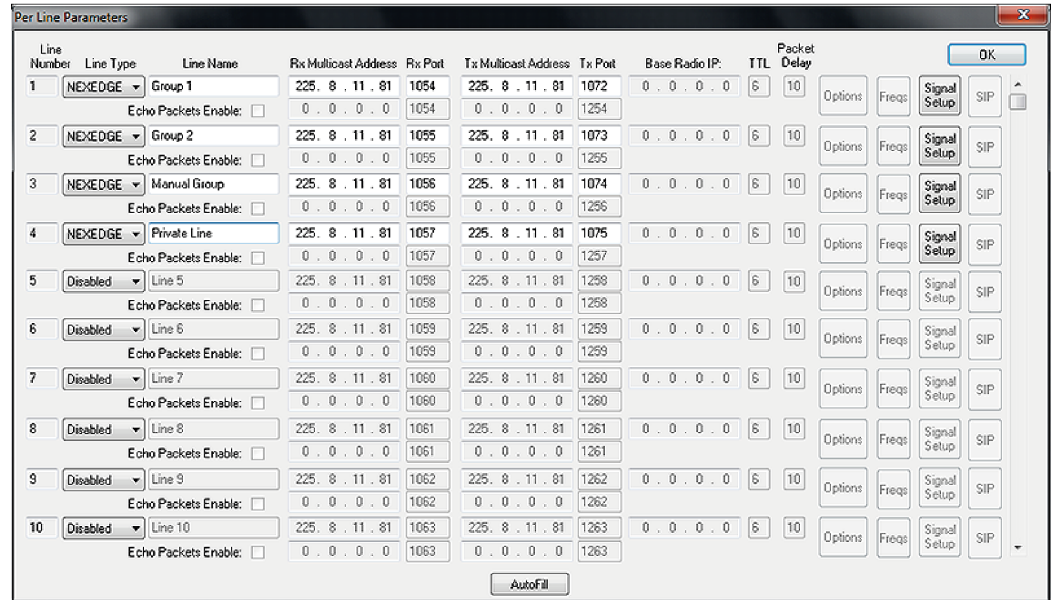 Per Line Parameters
Line Number Line Type Line Name Rx Multicast Address Rx Port Tx Multicast Address Tx Port Base Radio IP: TTL Packet Delay OK
1 NEXEDGE Group 1 225. 8 . 11 . 81 1054 225. 8 . 11 . 81 1072 0 . 0 . 0 . 0 6 10 Options Freqs Signal Setup SIP
Echo Packets Enable: 0 . 0 . 0 . 0 1054 0 . 0 . 0 . 0 1254
2 NEXEDGE Group 2 225. 8 . 11 . 81 1055 225. 8 . 11 . 81 1073 0 . 0 . 0 . 0 6 10 Options Freqs Signal Setup SIP
Echo Packets Enable: 0 . 0 . 0 . 0 1055 0 . 0 . 0 . 0 1255
3 NEXEDGE Manual Group 225. 8 . 11 . 81 1056 225. 8 . 11 . 81 1074 0 . 0 . 0 . 0 6 10 Options Freqs Signal Setup SIP
Echo Packets Enable: 0 . 0 . 0 . 0 1056 0 . 0 . 0 . 0 1256
4 NEXEDGE Private Line 225. 8 . 11 . 81 1057 225. 8 . 11 . 81 1075 0 . 0 . 0 . 0 6 10 Options Freqs Signal Setup SIP
Echo Packets Enable: 0 . 0 . 0 . 0 1057 0 . 0 . 0 . 0 1257
5 Disabled Line 5 225. 8 . 11 . 81 1058 225. 8 . 11 . 81 1258 0 . 0 . 0 . 0 6 10 Options Freqs Signal Setup SIP
Echo Packets Enable: 0 . 0 . 0 . 0 1058 0 . 0 . 0 . 0 1258
6 Disabled Line 6 225. 8 . 11 . 81 1059 225. 8 . 11 . 81 1259 0 . 0 . 0 . 0 6 10 Options Freqs Signal Setup SIP
Echo Packets Enable: 0 . 0 . 0 . 0 1059 0 . 0 . 0 . 0 1259
7 Disabled Line 7 225. 8 . 11 . 81 1060 225. 8 . 11 . 81 1260 0 . 0 . 0 . 0 6 10 Options Freqs Signal Setup SIP
Echo Packets Enable: 0 . 0 . 0 . 0 1060 0 . 0 . 0 . 0 1260
8 Disabled Line 8 225. 8 . 11 . 81 1061 225. 8 . 11 . 81 1261 0 . 0 . 0 . 0 6 10 Options Freqs Signal Setup SIP
Echo Packets Enable: 0 . 0 . 0 . 0 1061 0 . 0 . 0 . 0 1261
9 Disabled Line 9 225. 8 . 11 . 81 1062 225. 8 . 11 . 81 1262 0 . 0 . 0 . 0 6 10 Options Freqs Signal Setup SIP
Echo Packets Enable: 0 . 0 . 0 . 0 1062 0 . 0 . 0 . 0 1262
10 Disabled Line 10 225. 8 . 11 . 81 1063 225. 8 . 11 . 81 1263 0 . 0 . 0 . 0 6 10 Options Freqs Signal Setup SIP
Echo Packets Enable: 0 . 0 . 0 . 0 1063 0 . 0 . 0 . 0 1263
AutoFill